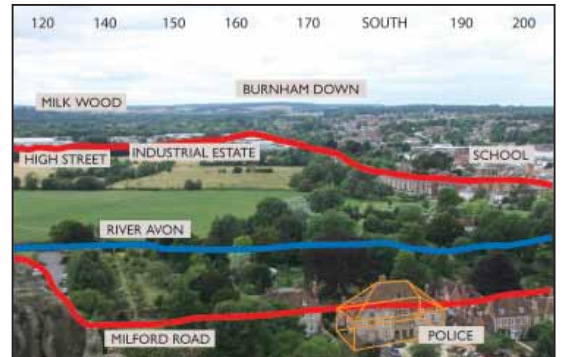 120 140 150 160 170 SOUTH 190 200
BURNHAM DOWN
MILK WOOD
HIGH STREET
INDUSTRIAL ESTATE
SCHOOL
RIVER AVON
MILFORD ROAD
POLICE